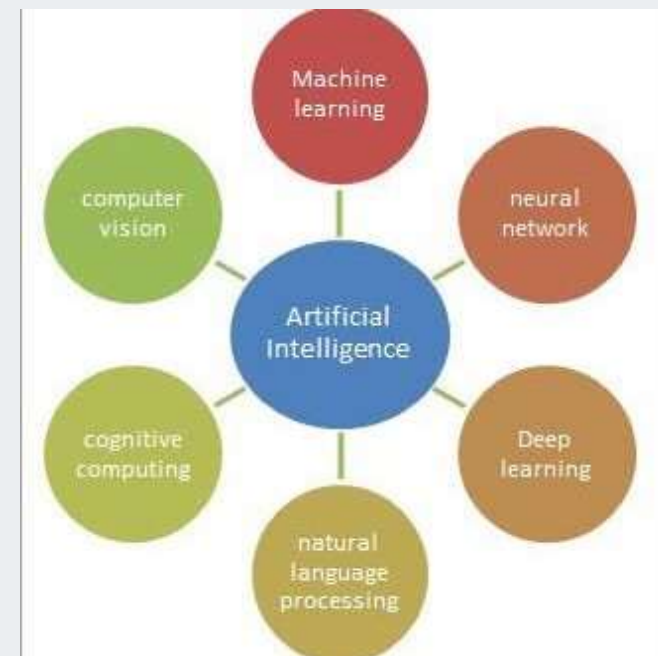 Machine
learning
computer
vision
neural
network
Artificial
Intelligence
cognitive
computing
Deep
learning
natural
language
processing